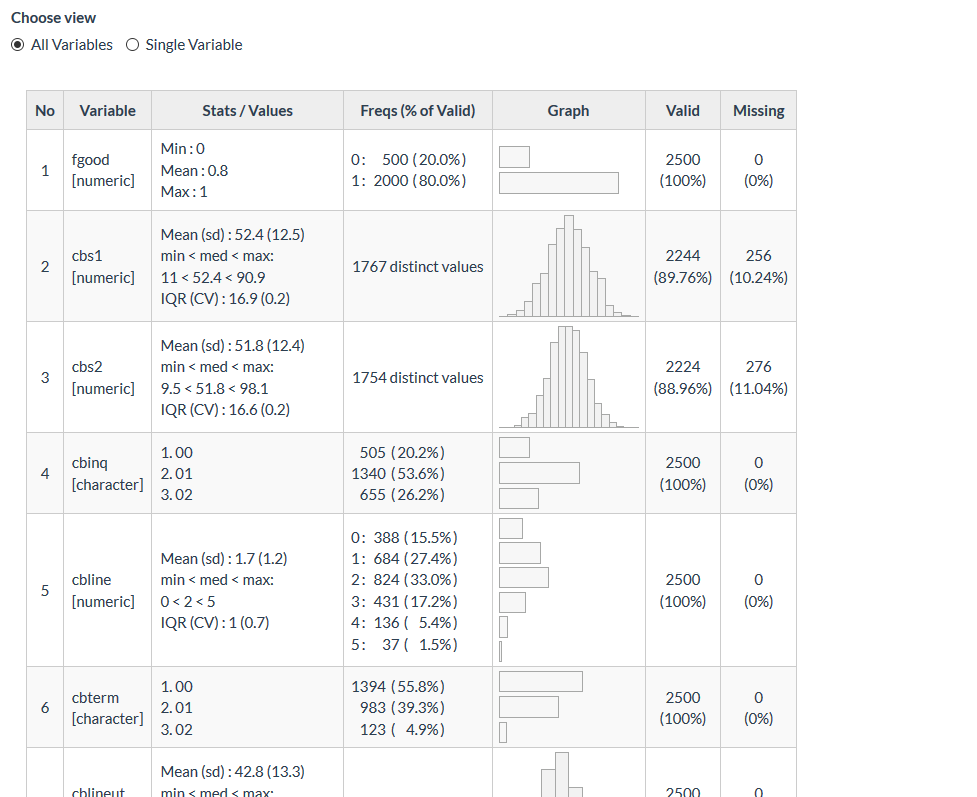 Choose view
All Variables Single Variable
No Variable Stats / Values Freqs (% of Valid) Graph Valid Missing
1
fgood
[numeric]
Min : 0
Mean : 0.8
Max : 1
0: 500 (20.0%)
1: 2000 (80.0%)
2500
(100%)
0
(0%)
2
cbs1
[numeric]
Mean (sd) : 52.4 (12.5)
min < med < max:
11 < 52.4 < 90.9
IQR (CV) : 16.9 (0.2)
1767 distinct values
2244
(89.76%)
256
(10.24%)
3
cbs2
[numeric]
Mean (sd) : 51.8 (12.4)
min < med < max:
9.5 < 51.8 < 98.1
IQR (CV) : 16.6 (0.2)
1754 distinct values
2224
(88.96%)
276
(11.04%)
4
cbinq
[character]
1. 00
2. 01
3. 02
505 (20.2%)
1340 (53.6%)
655 (26.2%)
2500
(100%)
0
(0%)
5
cbline
[numeric]
Mean (sd) : 1.7 (1.2)
min < med < max:
0 < 2 < 5
IQR (CV) : 1 (0.7)
0: 388 (15.5%)
1: 684 (27.4%)
2: 824 (33.0%)
3: 431 (17.2%)
4: 136 ( 5.4%)
5: 37 ( 1.5%)
2500
(100%)
0
(0%)
6
cbterm
[character]
1. 00
2. 01
3. 02
1394 (55.8%)
983 (39.3%)
123 ( 4.9%)
2500
(100%)
0
(0%)
cblineut
Mean (sd) : 42.8 (13.3)
min < med < max:
2500
0